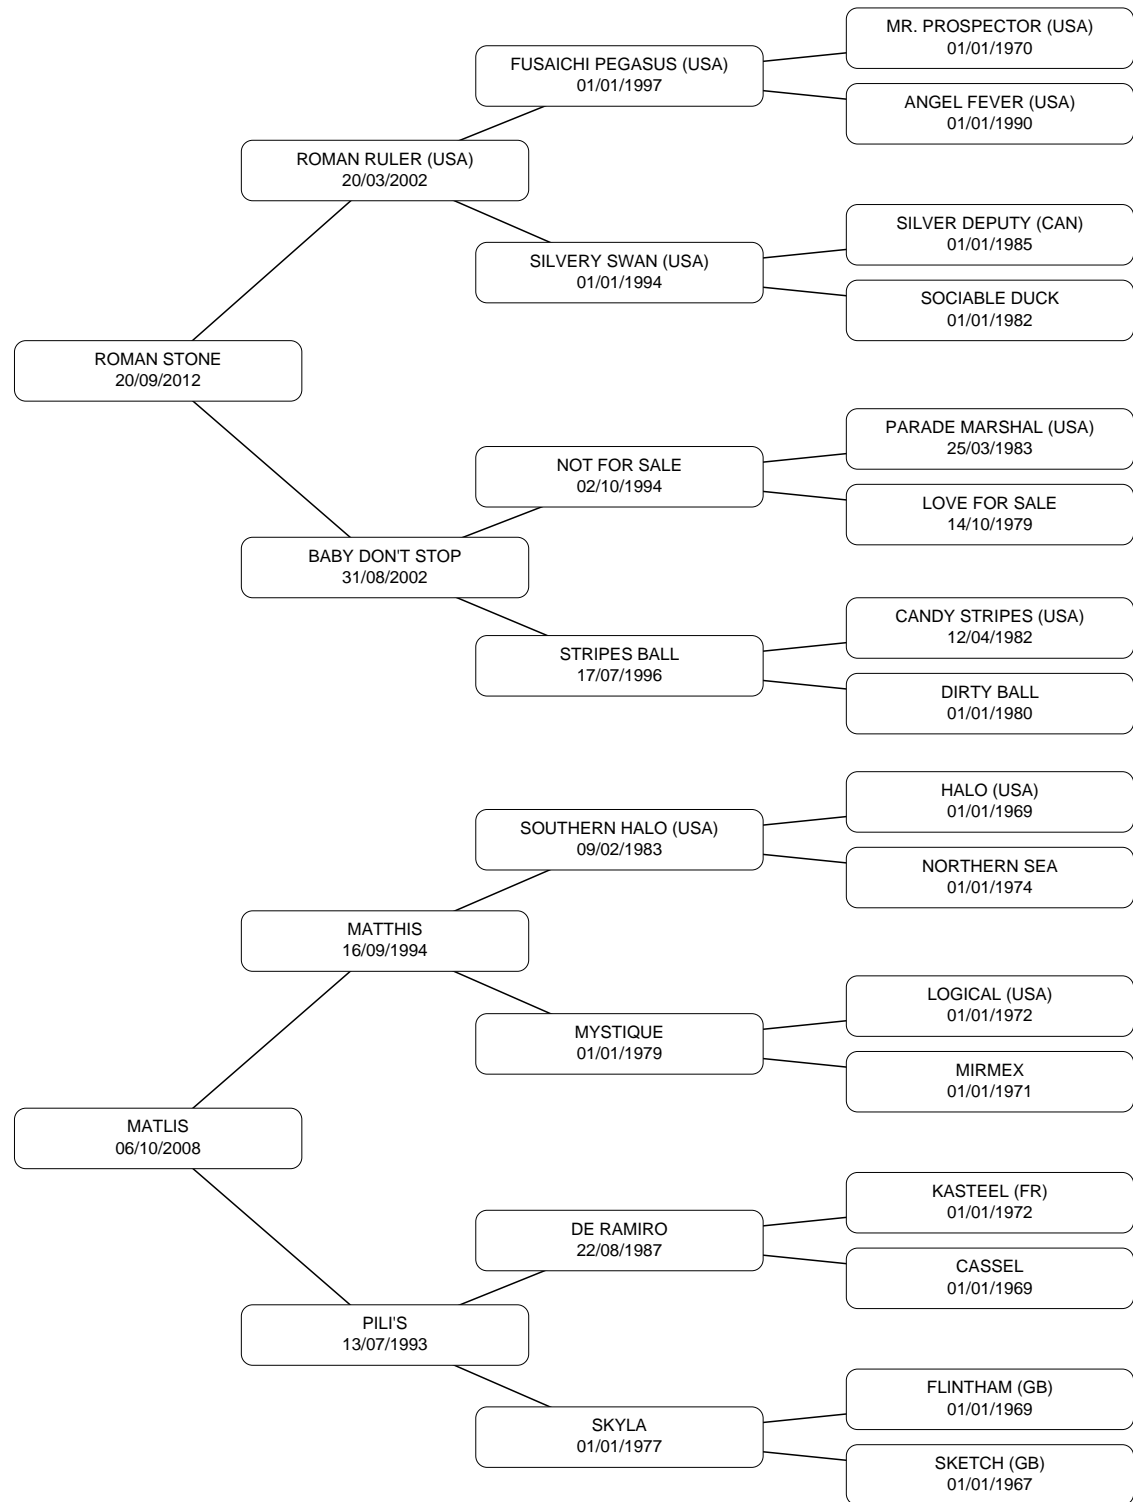 MR. PROSPECTOR (USA)
01/01/1970
FUSAICHI PEGASUS (USA)
01/01/1997
ANGEL FEVER (USA)
01/01/1990
ROMAN RULER (USA)
20/03/2002
SILVER DEPUTY (CAN)
01/01/1985
SILVERY SWAN (USA)
01/01/1994
SOCIABLE DUCK
01/01/1982
ROMAN STONE
20/09/2012
PARADE MARSHAL (USA)
25/03/1983
NOT FOR SALE
02/10/1994
LOVE FOR SALE
14/10/1979
BABY DON'T STOP
31/08/2002
CANDY STRIPES (USA)
12/04/1982
STRIPES BALL
17/07/1996
DIRTY BALL
01/01/1980
HALO (USA)
01/01/1969
SOUTHERN HALO (USA)
09/02/1983
NORTHERN SEA
01/01/1974
MATTHIS
16/09/1994
LOGICAL (USA)
01/01/1972
MYSTIQUE
01/01/1979
MIRMEX
01/01/1971
MATLIS
06/10/2008
KASTEEL (FR)
01/01/1972
DE RAMIRO
22/08/1987
CASSEL
01/01/1969
PILI'S
13/07/1993
FLINTHAM (GB)
01/01/1969
SKYLA
01/01/1977
SKETCH (GB)
01/01/1967